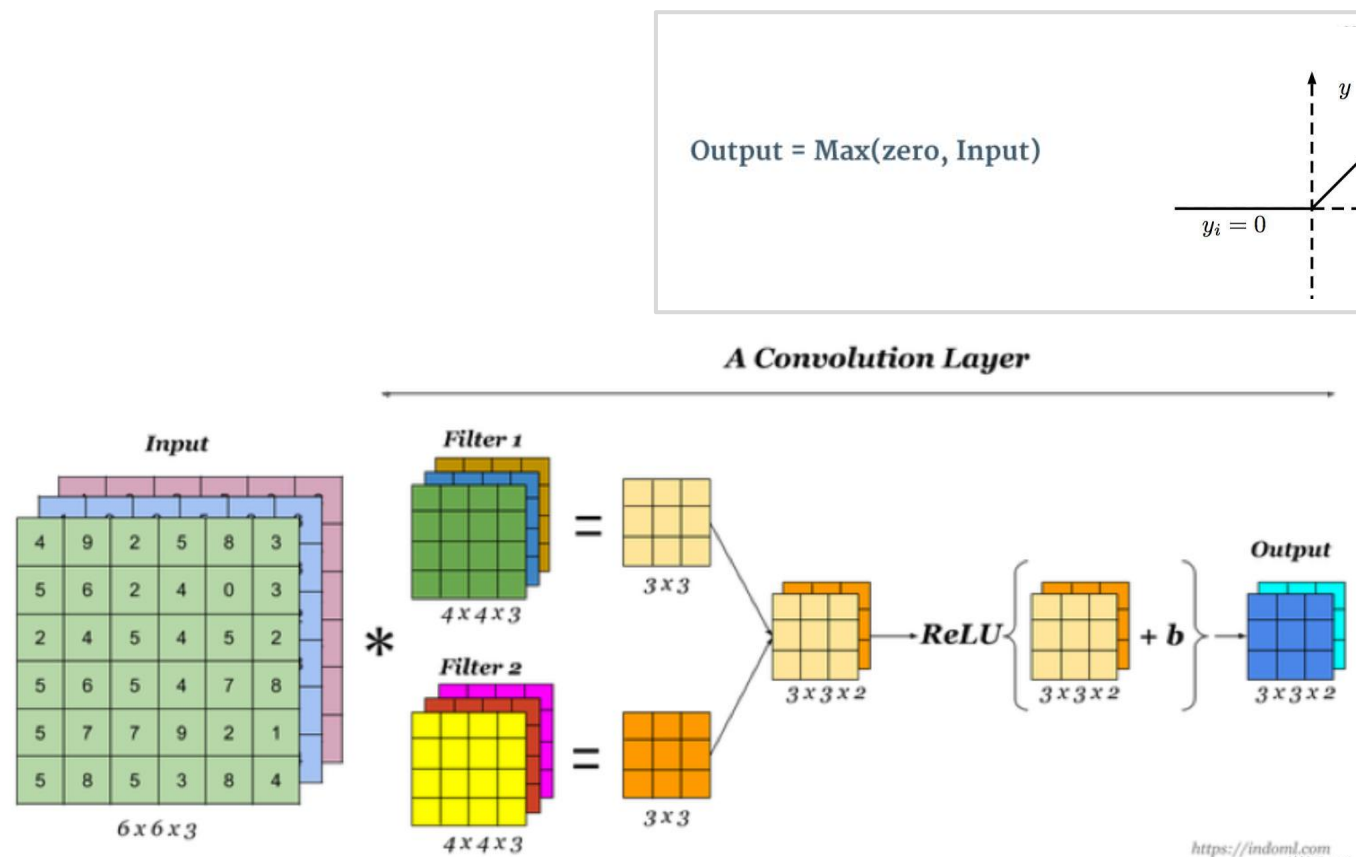 y
Output = Max(zero, Input)
yᵢ = 0
A Convolution Layer
Input
Filter 1
4 9 2 5 8 3
5 6 2 4 0 3
2 4 5 4 5 2
5 6 5 4 7 8
5 7 7 9 2 1
5 8 5 3 8 4
6 x 6 x 3
*
4 x 4 x 3
=
3 x 3
Filter 2
4 x 4 x 3
=
3 x 3
3 x 3 x 2
ReLU { + b }
3 x 3 x 2
Output
3 x 3 x 2
https://indoml.com